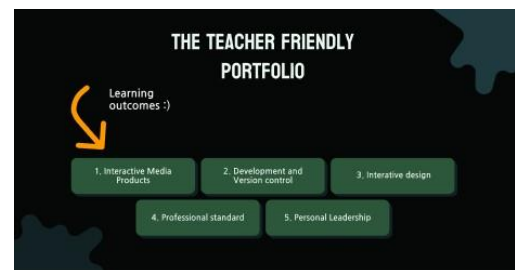 THE TEACHER FRIENDLY
PORTFOLIO
Learning
outcomes :)
1. Interactive Media
Products
2. Development and
Version control
3. Interative design
4. Professional standard
5. Personal Leadership